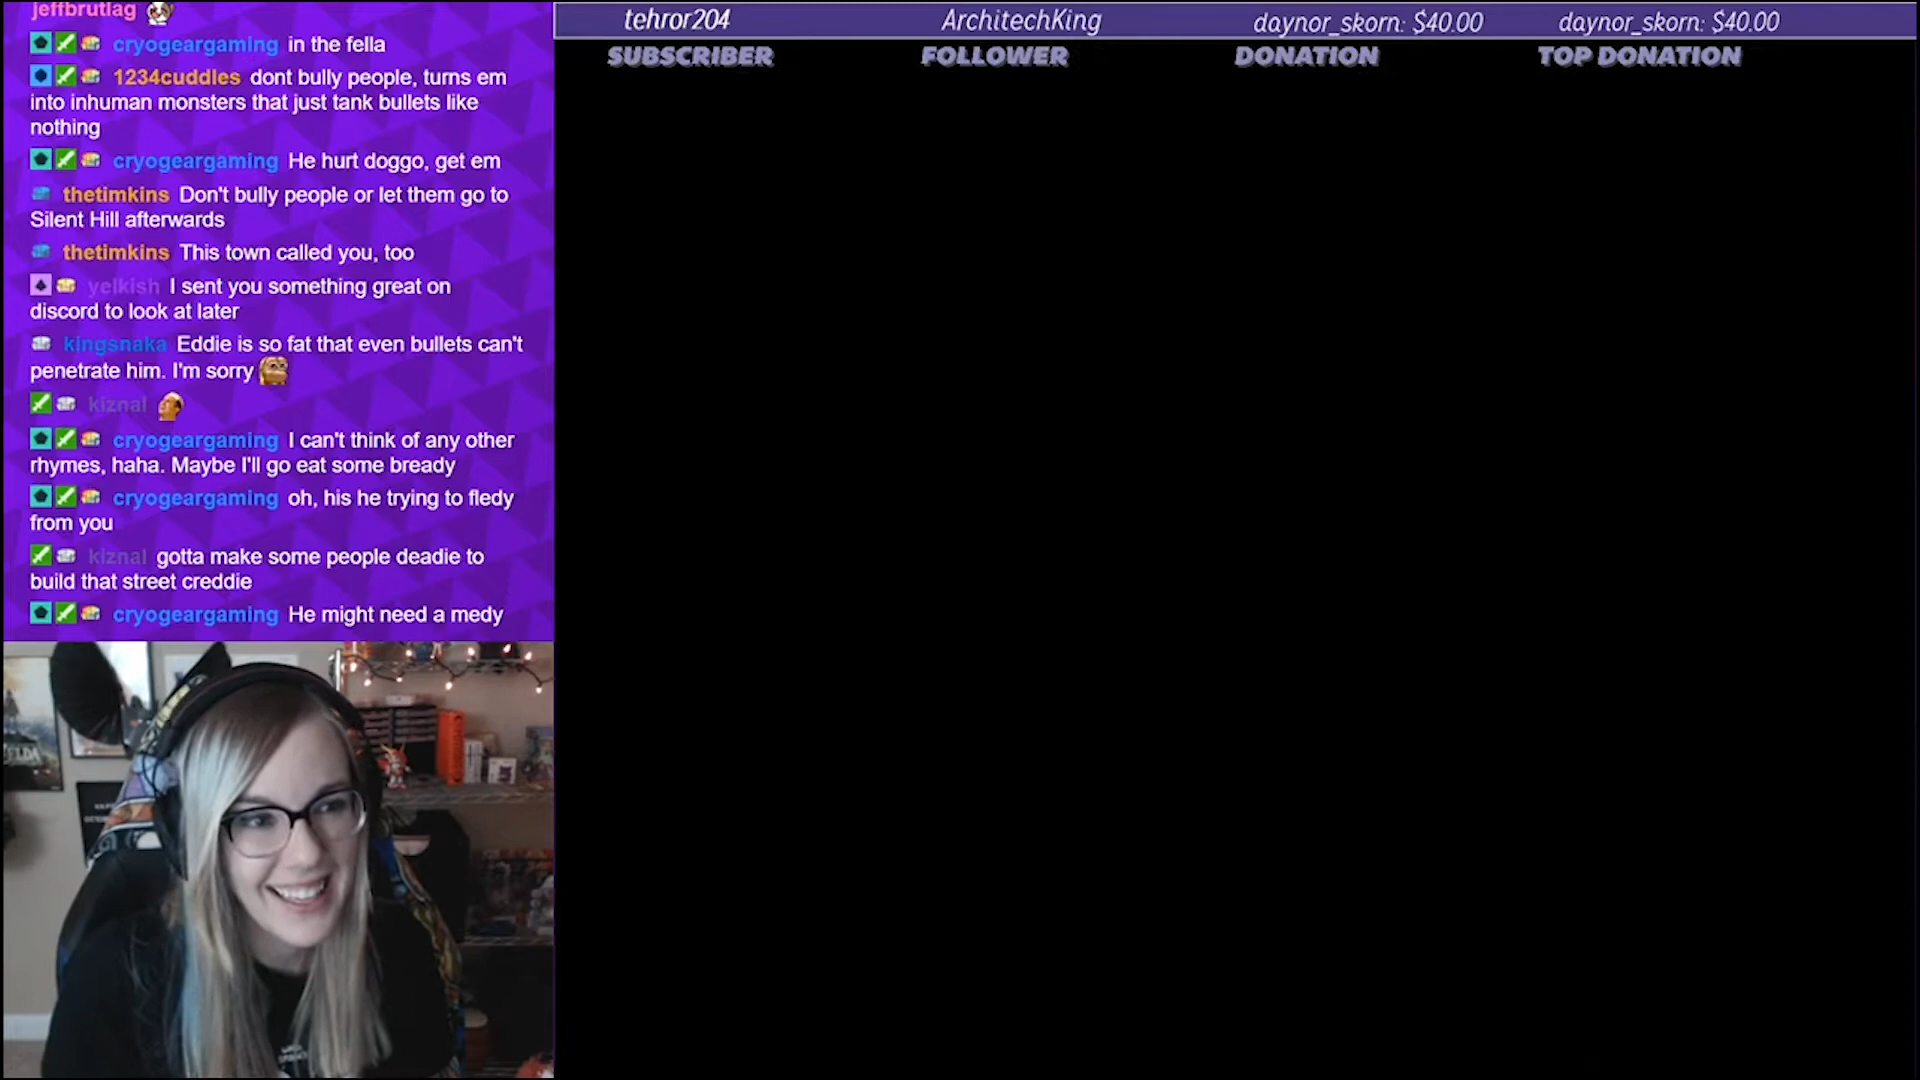 jeffbrutlag
cryogeargaming in the fella
1234cuddles dont bully people, turns em
into inhuman monsters that just tank bullets like
nothing
cryogeargaming He hurt doggo, get em
thetimkins Don't bully people or let them go to
Silent Hill afterwards
thetimkins This town called you, too
yelkish I sent you something great on
discord to look at later
kingsnaka Eddie is so fat that even bullets can't
penetrate him. I'm sorry
kiznal
cryogeargaming I can't think of any other
rhymes, haha. Maybe I'll go eat some bready
cryogeargaming oh, his he trying to fledy
from you
kiznal gotta make some people deadie to
build that street creddie
cryogeargaming He might need a medy
tehror204
SUBSCRIBER
ArchitechKing
FOLLOWER
daynor_skorn: $40.00
DONATION
daynor_skorn: $40.00
TOP DONATION